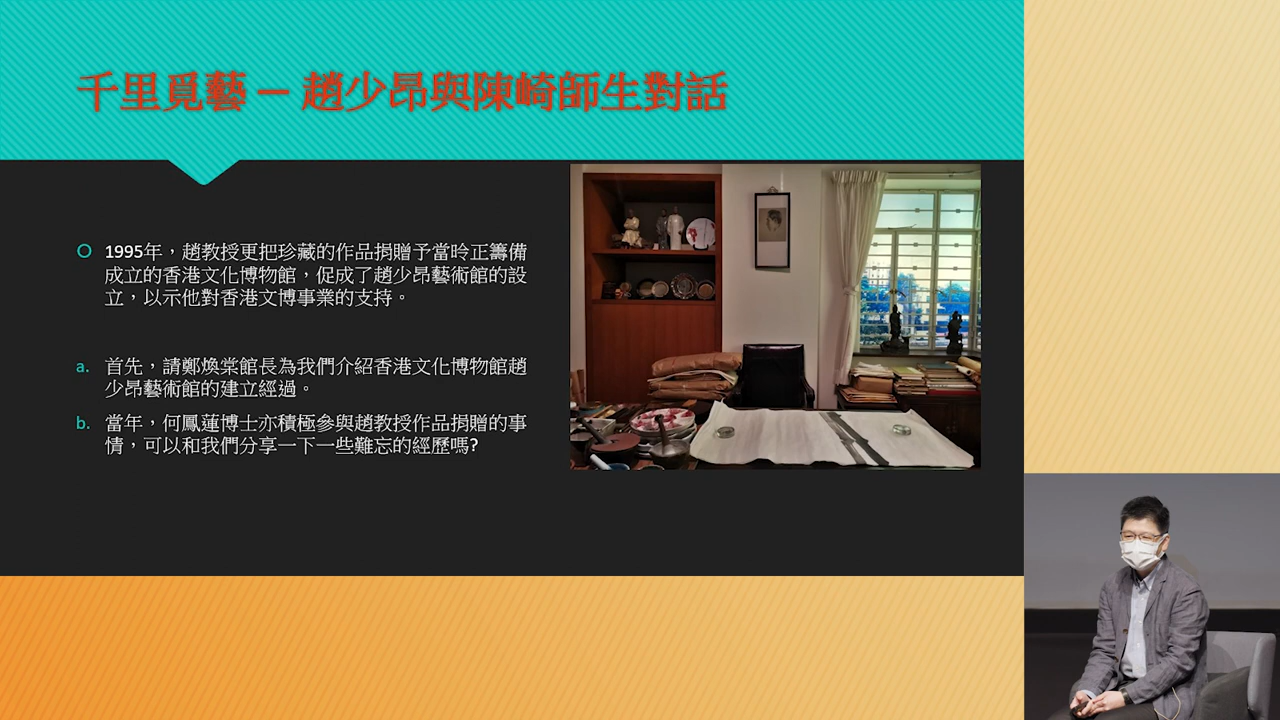 千里覓藝 ─ 趙少昂與陳崎師生對話
1995年，趙教授更把珍藏的作品捐贈予當時正籌備
成立的香港文化博物館，促成了趙少昂藝術館的設
立，以示他對香港文博事業的支持。
a. 首先，請鄭煥棠館長為我們介紹香港文化博物館趙
少昂藝術館的建立經過。
b. 當年，何鳳蓮博士亦積極參與趙教授作品捐贈的事
情，可以和我們分享一下一些難忘的經歷嗎?